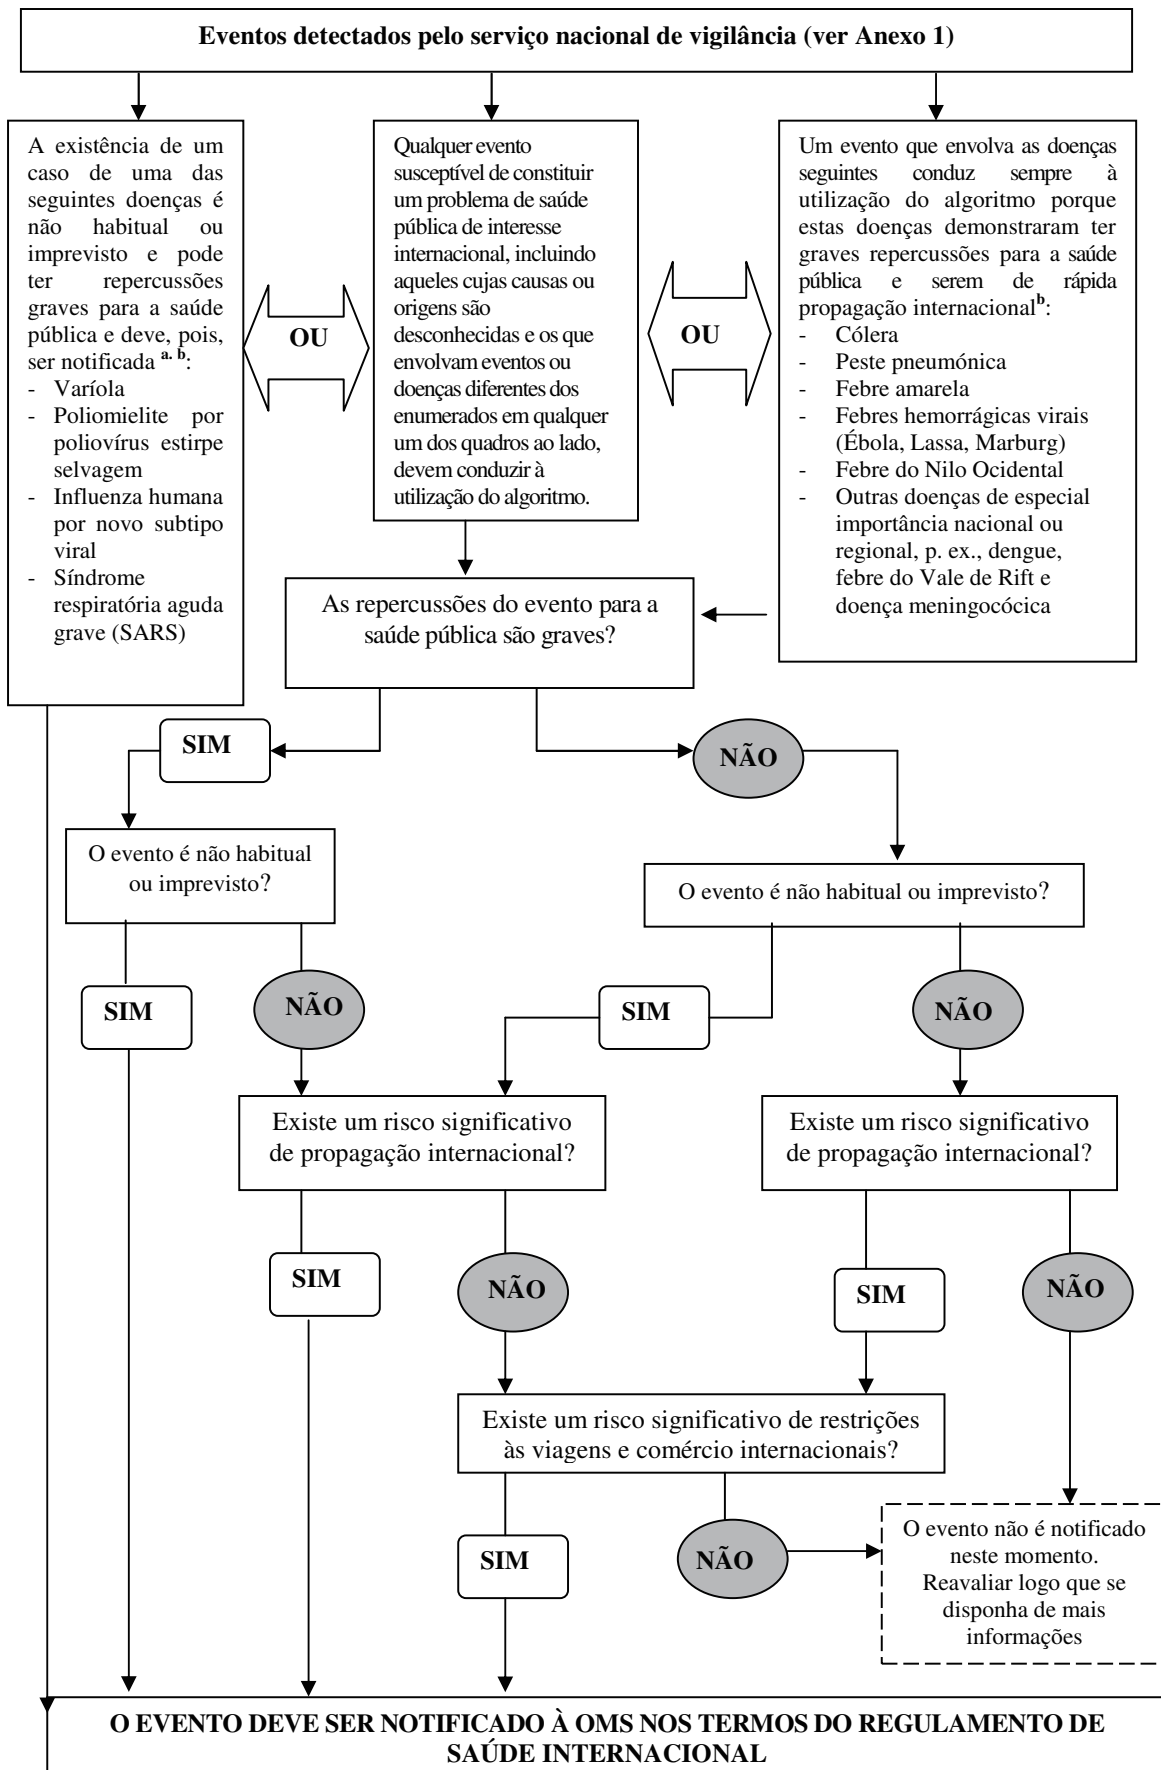 Eventos detectados pelo serviço nacional de vigilância (ver Anexo 1)
A existência de um
caso de uma das
seguintes doenças é
não habitual ou
imprevisto e pode
ter repercussões
graves para a saúde
pública e deve, pois,
ser notificada a. b:
- Varíola
- Poliomielite por
poliovírus estirpe
selvagem
- Influenza humana
por novo subtipo
viral
- Síndrome
respiratória aguda
grave (SARS)
OU
Qualquer evento
susceptível de constituir
um problema de saúde
pública de interesse
internacional, incluindo
aqueles cujas causas ou
origens são
desconhecidas e os que
envolvam eventos ou
doenças diferentes dos
enumerados em qualquer
um dos quadros ao lado,
devem conduzir à
utilização do algoritmo.
OU
Um evento que envolva as doenças
seguintes conduz sempre à
utilização do algoritmo porque
estas doenças demonstraram ter
graves repercussões para a saúde
pública e serem de rápida
propagação internacionalb:
- Cólera
- Peste pneumónica
- Febre amarela
- Febres hemorrágicas virais
(Ébola, Lassa, Marburg)
- Febre do Nilo Ocidental
- Outras doenças de especial
importância nacional ou
regional, p. ex., dengue,
febre do Vale de Rift e
doença meningocócica
As repercussões do evento para a
saúde pública são graves?
SIM
NÃO
O evento é não habitual
ou imprevisto?
O evento é não habitual ou imprevisto?
SIM
NÃO
SIM
NÃO
Existe um risco significativo
de propagação internacional?
Existe um risco significativo
de propagação internacional?
SIM
NÃO
SIM
NÃO
Existe um risco significativo de restrições
às viagens e comércio internacionais?
SIM
NÃO
O evento não é notificado
neste momento.
Reavaliar logo que se
disponha de mais
informações
O EVENTO DEVE SER NOTIFICADO À OMS NOS TERMOS DO REGULAMENTO DE
SAÚDE INTERNACIONAL